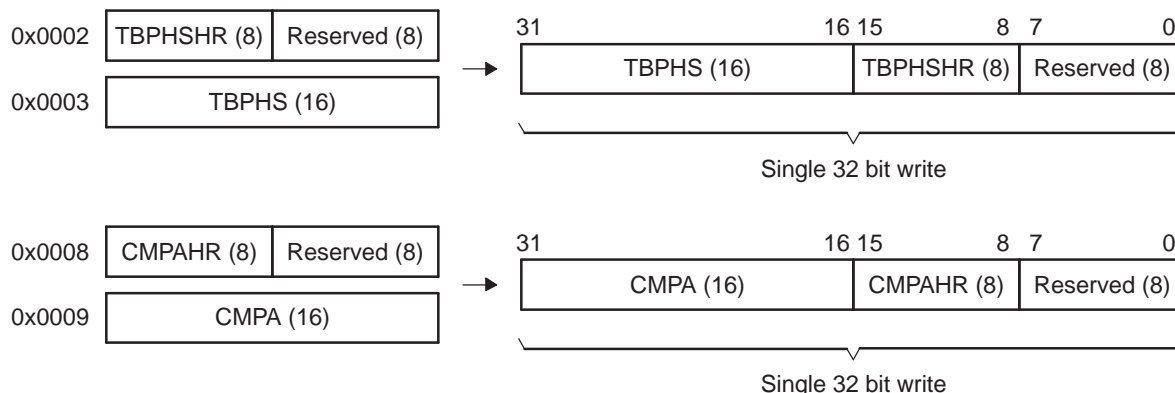 0x0002 TBPHSHR (8) Reserved (8)
0x0003 TBPHS (16)
31 16 15 8 7 0
TBPHS (16) TBPHSHR (8) Reserved (8)
Single 32 bit write
0x0008 CMPAHR (8) Reserved (8)
0x0009 CMPA (16)
31 16 15 8 7 0
CMPA (16) CMPAHR (8) Reserved (8)
Single 32 bit write